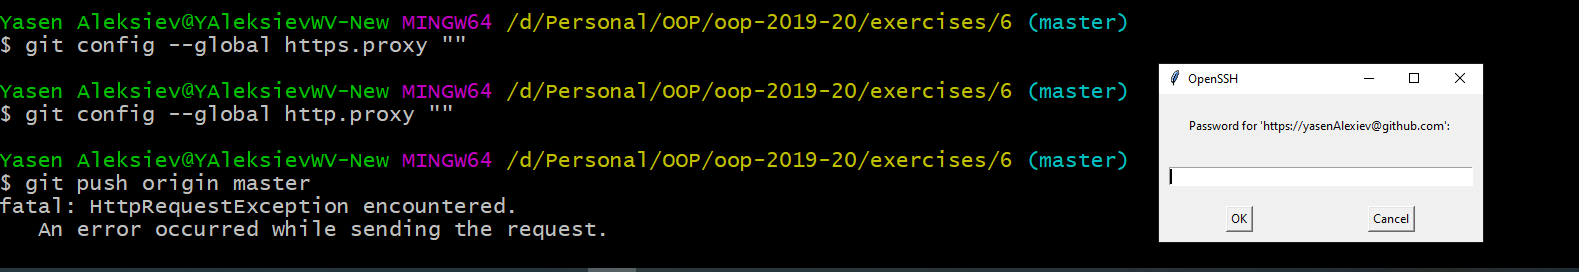 Yasen Aleksiev@YAleksievWV-New MINGW64 /d/Personal/OOP/oop-2019-20/exercises/6 (master)
$ git config --global https.proxy ""
Yasen Aleksiev@YAleksievWV-New MINGW64 /d/Personal/OOP/oop-2019-20/exercises/6 (master)
$ git config --global http.proxy ""
Yasen Aleksiev@YAleksievWV-New MINGW64 /d/Personal/OOP/oop-2019-20/exercises/6 (master)
$ git push origin master
fatal: HttpRequestException encountered.
An error occurred while sending the request.
OpenSSH
Password for 'https://yasenAlexiev@github.com':
OK
Cancel